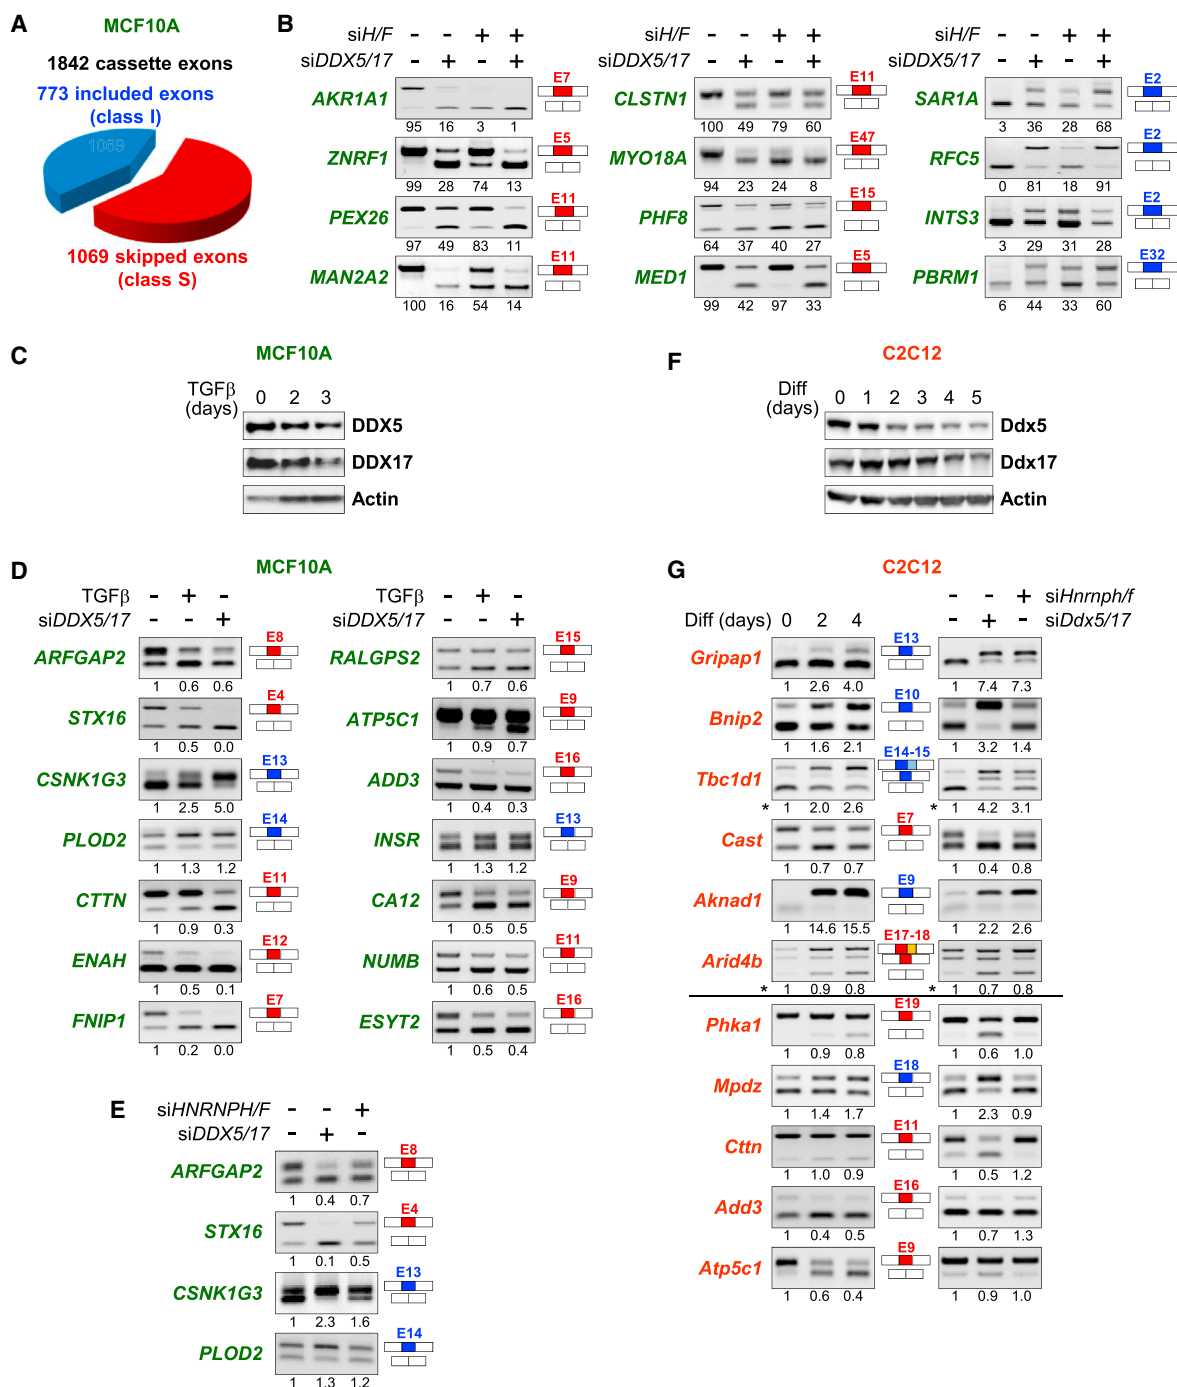 A
MCF10A
1842 cassette exons
773 included exons
(class I)
1069
1069 skipped exons
(class S)
B
siH/F - - + +
siDDX5/17 - + - +
AKR1A1 E7
95 16 3 1
ZNRF1 E5
99 28 74 13
PEX26 E11
97 49 83 11
MAN2A2 E11
100 16 54 14
- - + +
- + - +
CLSTN1 E11
100 49 79 60
MYO18A E47
94 23 24 8
PHF8 E15
64 37 40 27
MED1 E5
99 42 97 33
siH/F - - + +
siDDX5/17 - + - +
SAR1A E2
3 36 28 68
RFC5 E2
0 81 18 91
INTS3 E2
3 29 31 28
PBRM1 E32
6 44 33 60
C
MCF10A
TGFβ
(days) 0 2 3
DDX5
DDX17
Actin
F
C2C12
Diff
(days) 0 1 2 3 4 5
Ddx5
Ddx17
Actin
D
MCF10A
TGFβ - + -
siDDX5/17 - - +
ARFGAP2 E8
1 0.6 0.6
STX16 E4
1 0.5 0.0
CSNK1G3 E13
1 2.5 5.0
PLOD2 E14
1 1.3 1.2
CTTN E11
1 0.9 0.3
ENAH E12
1 0.5 0.1
FNIP1 E7
1 0.2 0.0
TGFβ - + -
siDDX5/17 - - +
RALGPS2 E15
1 0.7 0.6
ATP5C1 E9
1 0.9 0.7
ADD3 E16
1 0.4 0.3
INSR E13
1 1.3 1.2
CA12 E9
1 0.5 0.5
NUMB E11
1 0.6 0.5
ESYT2 E16
1 0.5 0.4
E
siHNRNPH/F - - +
siDDX5/17 - + -
ARFGAP2 E8
1 0.4 0.7
STX16 E4
1 0.1 0.5
CSNK1G3 E13
1 2.3 1.6
PLOD2 E14
1 1.3 1.2
G
C2C12
- - + siHnrnph/f
Diff (days) 0 2 4 - + - siDdx5/17
Gripap1 E13
1 2.6 4.0 1 7.4 7.3
Bnip2 E10
1 1.6 2.1 1 3.2 1.4
Tbc1d1 E14-15
* 1 2.0 2.6 * 1 4.2 3.1
Cast E7
1 0.7 0.7 1 0.4 0.8
Aknad1 E9
1 14.6 15.5 1 2.2 2.6
Arid4b E17-18
* 1 0.9 0.8 * 1 0.7 0.8
Phka1 E19
1 0.9 0.8 1 0.6 1.0
Mpdz E18
1 1.4 1.7 1 2.3 0.9
Cttn E11
1 1.0 0.9 1 0.5 1.2
Add3 E16
1 0.4 0.5 1 0.7 1.3
Atp5c1 E9
1 0.6 0.4 1 0.9 1.0